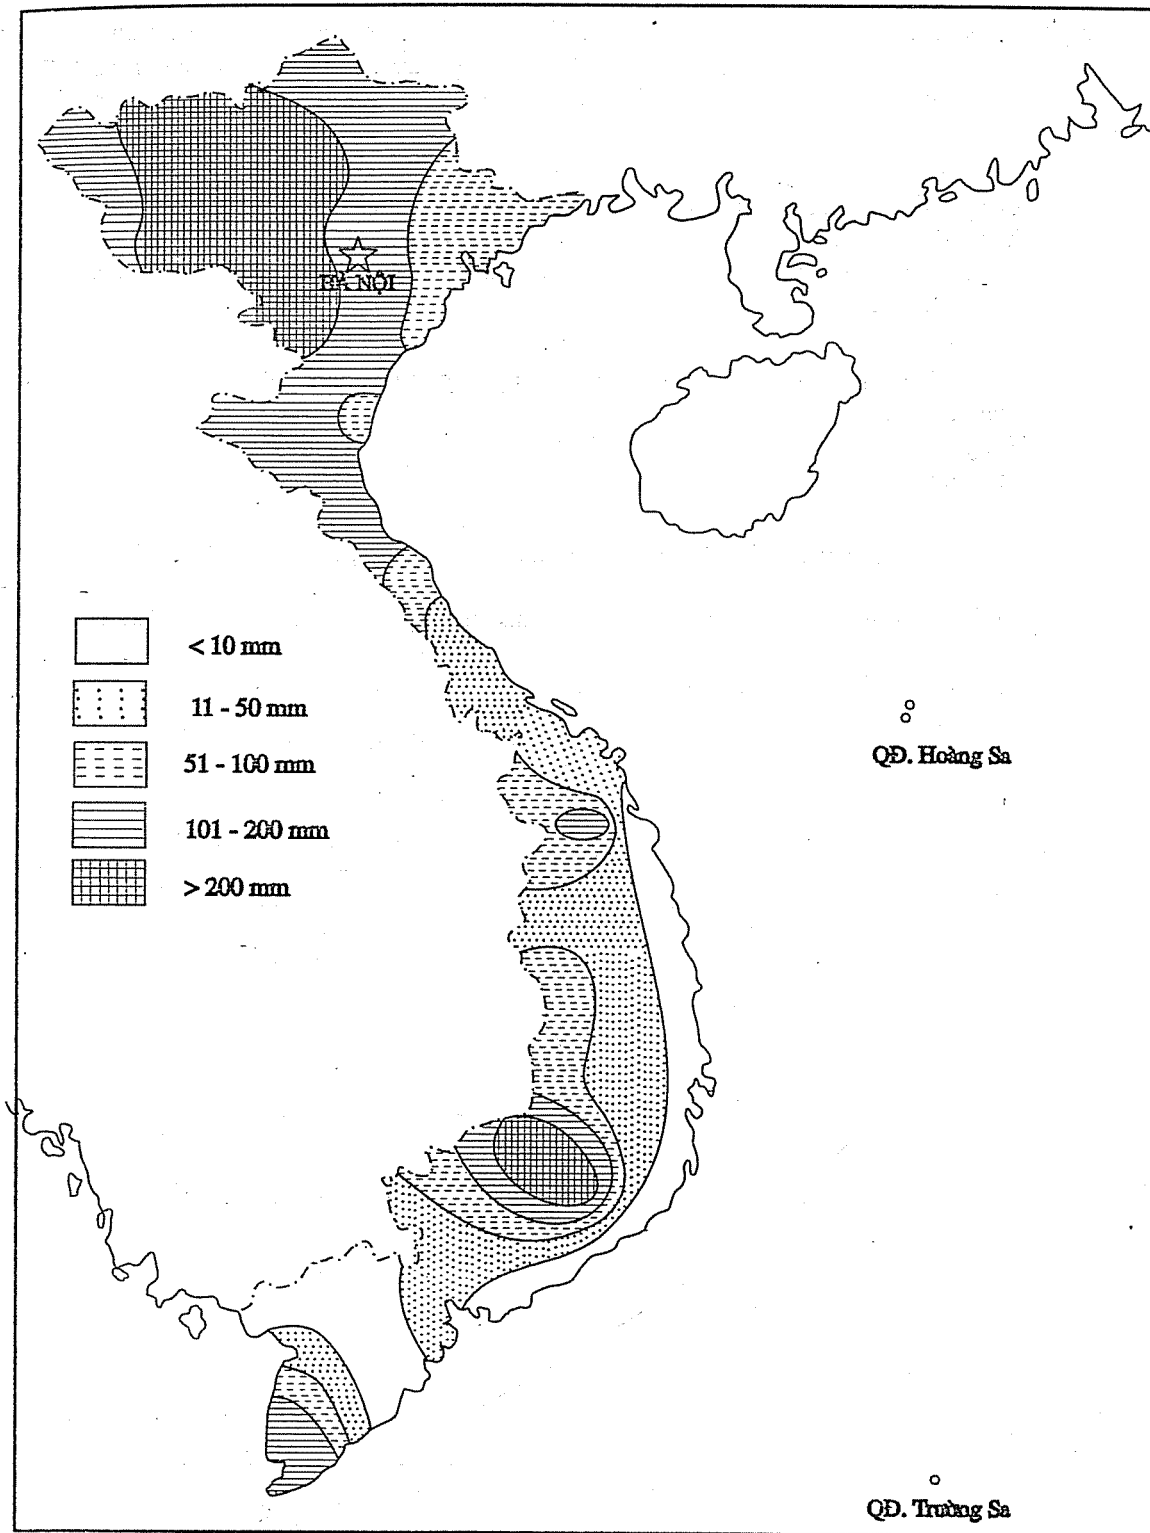 HÀ NỘI
< 10 mm
11 - 50 mm
51 - 100 mm
101 - 200 mm
> 200 mm
QĐ. Hoàng Sa
QĐ. Trường Sa